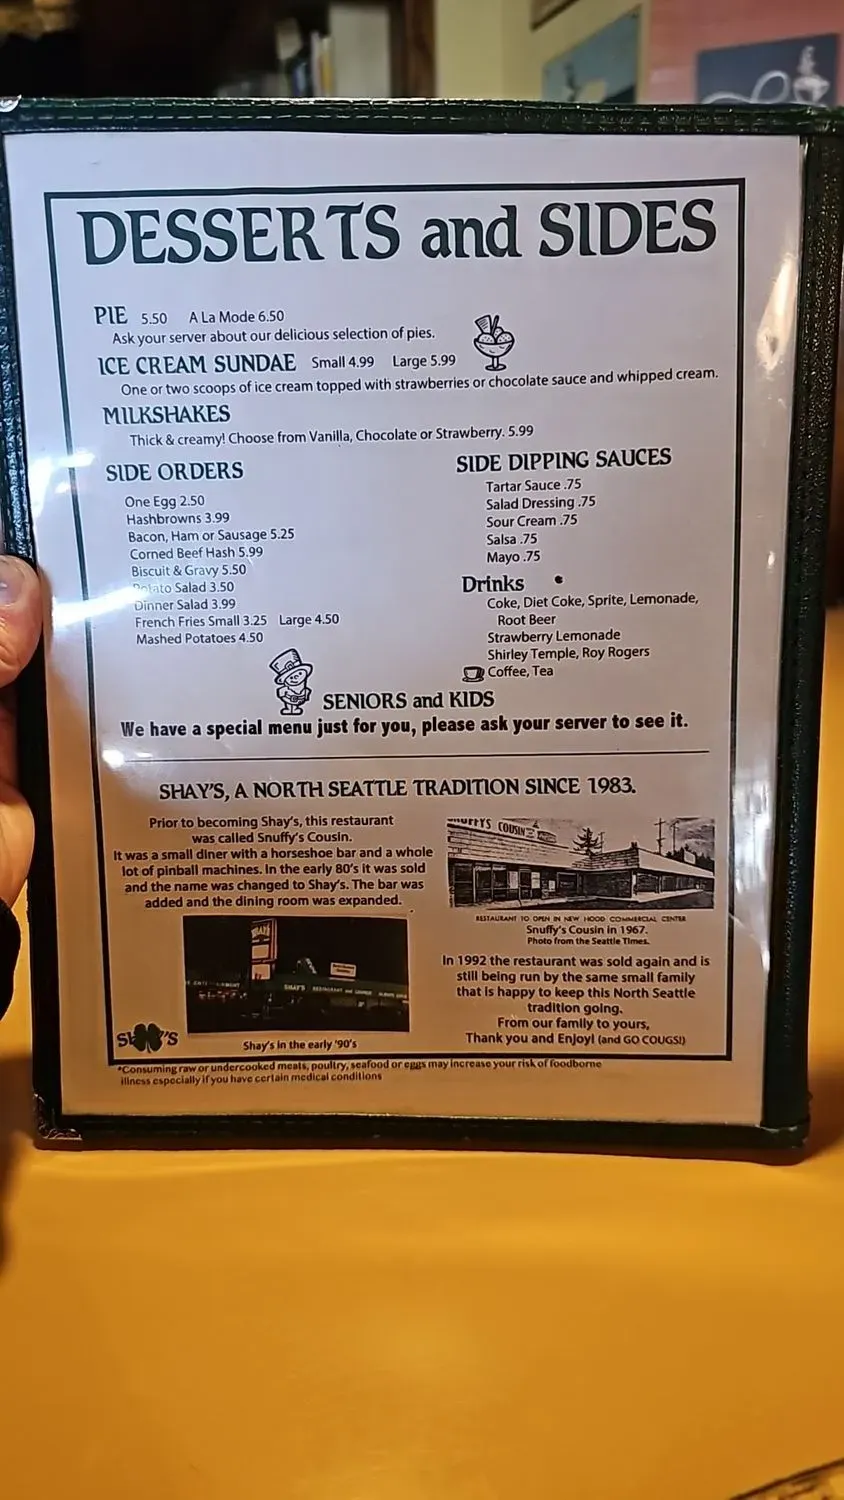 DESSERTS and SIDES
PIE 5.50 A La Mode 6.50
Ask your server about our delicious selection of pies.
ICE CREAM SUNDAE Small 4.99 Large 5.99
One or two scoops of ice cream topped with strawberries or chocolate sauce and whipped cream.
MILKSHAKES
Thick & creamy! Choose from Vanilla, Chocolate or Strawberry. 5.99
SIDE ORDERS
One Egg 2.50
Hashbrowns 3.99
Bacon, Ham or Sausage 5.25
Corned Beef Hash 5.99
Biscuit & Gravy 5.50
Potato Salad 3.50
Dinner Salad 3.99
French Fries Small 3.25 Large 4.50
Mashed Potatoes 4.50
SIDE DIPPING SAUCES
Tartar Sauce .75
Salad Dressing .75
Sour Cream .75
Salsa .75
Mayo .75
Drinks
Coke, Diet Coke, Sprite, Lemonade,
Root Beer
Strawberry Lemonade
Shirley Temple, Roy Rogers
Coffee, Tea
SENIORS and KIDS
We have a special menu just for you, please ask your server to see it.
SHAY'S, A NORTH SEATTLE TRADITION SINCE 1983.
Prior to becoming Shay's, this restaurant
was called Snuffy's Cousin.
It was a small diner with a horseshoe bar and a whole
lot of pinball machines. In the early 80's it was sold
and the name was changed to Shay's. The bar was
added and the dining room was expanded.
SHAY'S RESTAURANT and LOUNGE
SHAY'S
Shay's in the early '90's
SNUFFYS COUSIN
RESTAURANT TO OPEN IN NEW HOOD COMMERCIAL CENTER
Snuffy's Cousin in 1967.
Photo from the Seattle Times.
In 1992 the restaurant was sold again and is
still being run by the same small family
that is happy to keep this North Seattle
tradition going.
From our family to yours,
Thank you and Enjoy! (and GO COUGS!)
*Consuming raw or undercooked meats, poultry, seafood or eggs may increase your risk of foodborne
illness especially if you have certain medical conditions